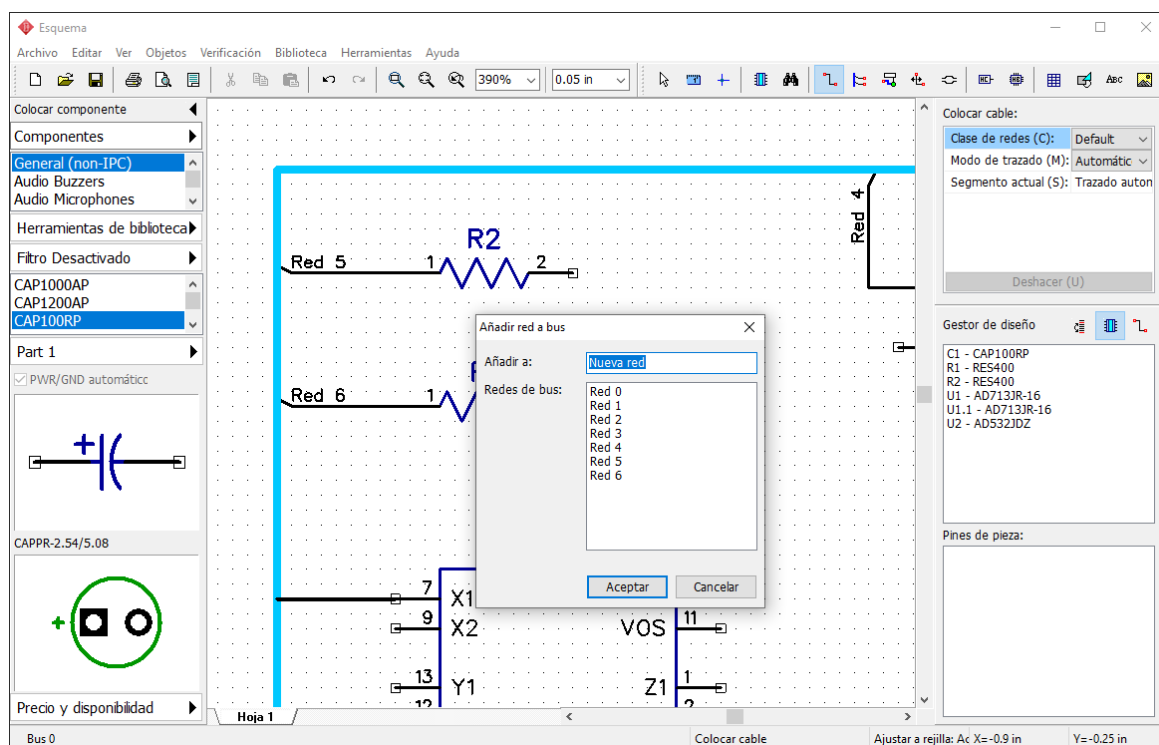 Esquema
Archivo Editar Ver Objetos Verificación Biblioteca Herramientas Ayuda
390% 0.05 in ABC
Colocar componente
Componentes
General (non-IPC)
Audio Buzzers
Audio Microphones
Herramientas de biblioteca
Filtro Desactivado
CAP1000AP
CAP1200AP
CAP100RP
Part 1
PWR/GND automáticc
+
CAPPR-2.54/5.08
+
Precio y disponibilidad
R2
Red 5 1 2
Red 4
Red 6 1
7 X1
9 X2
13 Y1
12
VOS 11
Z1 1
2
Hoja 1
Añadir red a bus
Añadir a: Nueva red
Redes de bus:
Red 0
Red 1
Red 2
Red 3
Red 4
Red 5
Red 6
Aceptar Cancelar
Colocar cable:
Clase de redes (C): Default
Modo de trazado (M): Automátic
Segmento actual (S): Trazado auton
Deshacer (U)
Gestor de diseño
C1 - CAP100RP
R1 - RES400
R2 - RES400
U1 - AD713JR-16
U1.1 - AD713JR-16
U2 - AD532JDZ
Pines de pieza:
Bus 0 Colocar cable Ajustar a rejilla: Ac X=-0.9 in Y=-0.25 in